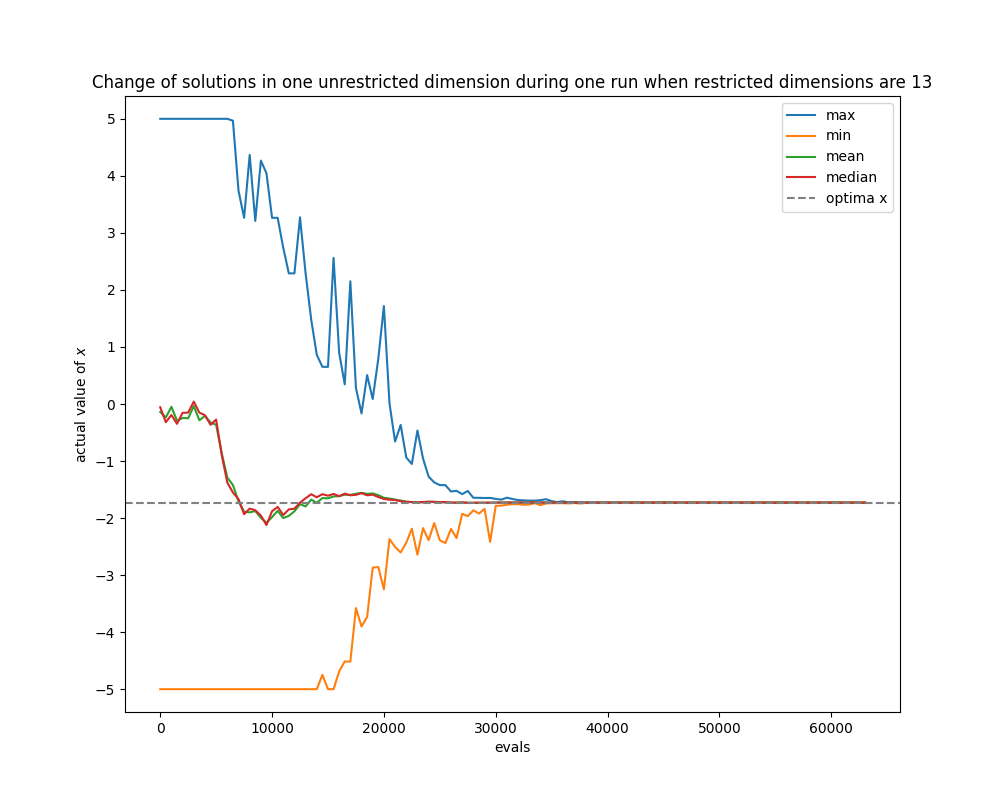 Change of solutions in one unrestricted dimension during one run when restricted dimensions are 13
max
min
mean
median
optima x
5
4
3
2
1
0
−1
−2
−3
−4
−5
actual value of x
0 10000 20000 30000 40000 50000 60000
evals